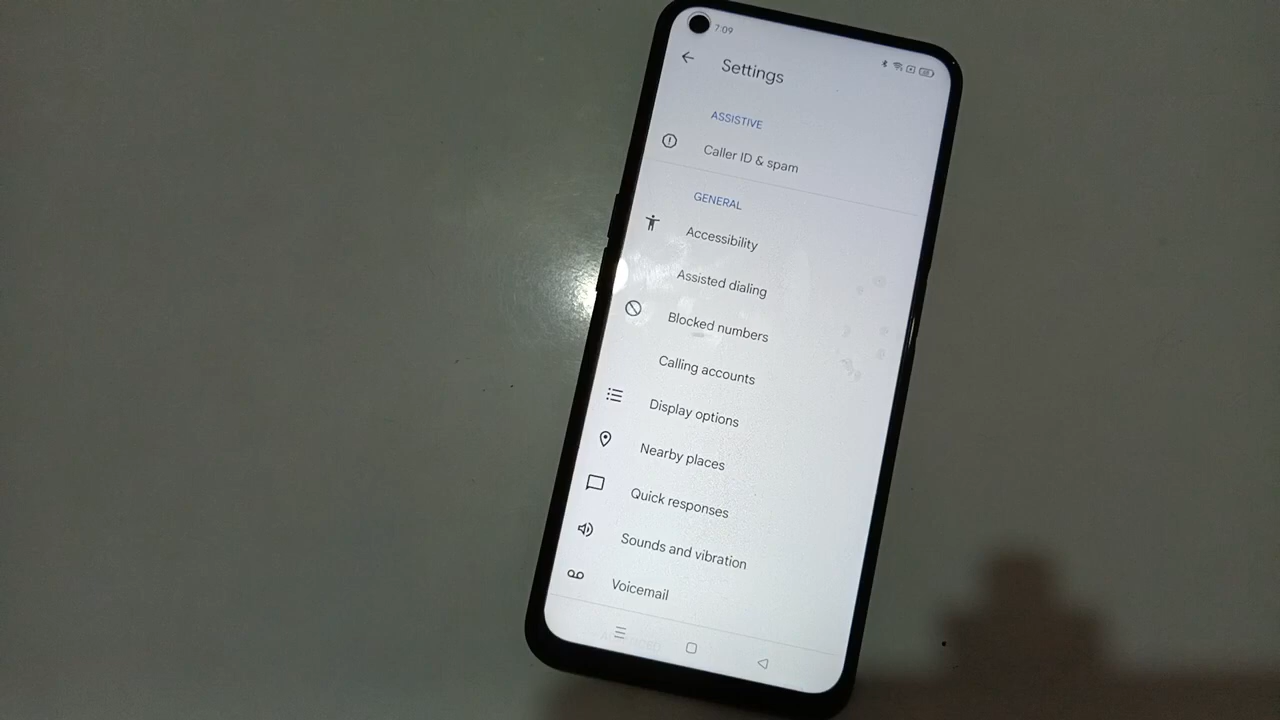 7:09
Settings
ASSISTIVE
Caller ID & spam
GENERAL
Accessibility
Assisted dialing
Blocked numbers
Calling accounts
Display options
Nearby places
Quick responses
Sounds and vibration
Voicemail